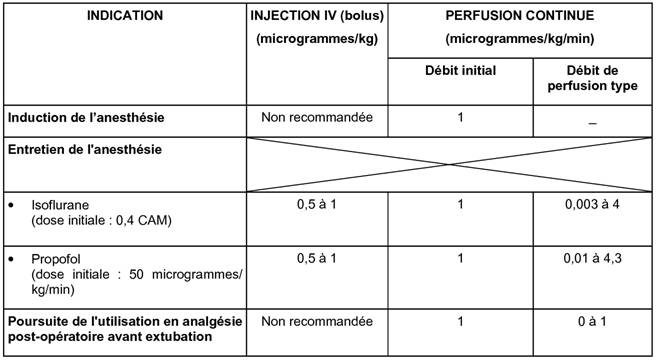 INDICATION
INJECTION IV (bolus)
(microgrammes/kg)
PERFUSION CONTINUE
(microgrammes/kg/min)
Débit initial
Débit de
perfusion type
Induction de l’anesthésie
Non recommandée
1
_
Entretien de l'anesthésie
• Isoflurane
(dose initiale : 0,4 CAM)
0,5 à 1
1
0,003 à 4
• Propofol
(dose initiale : 50 microgrammes/
kg/min)
0,5 à 1
1
0,01 à 4,3
Poursuite de l'utilisation en analgésie
post-opératoire avant extubation
Non recommandée
1
0 à 1